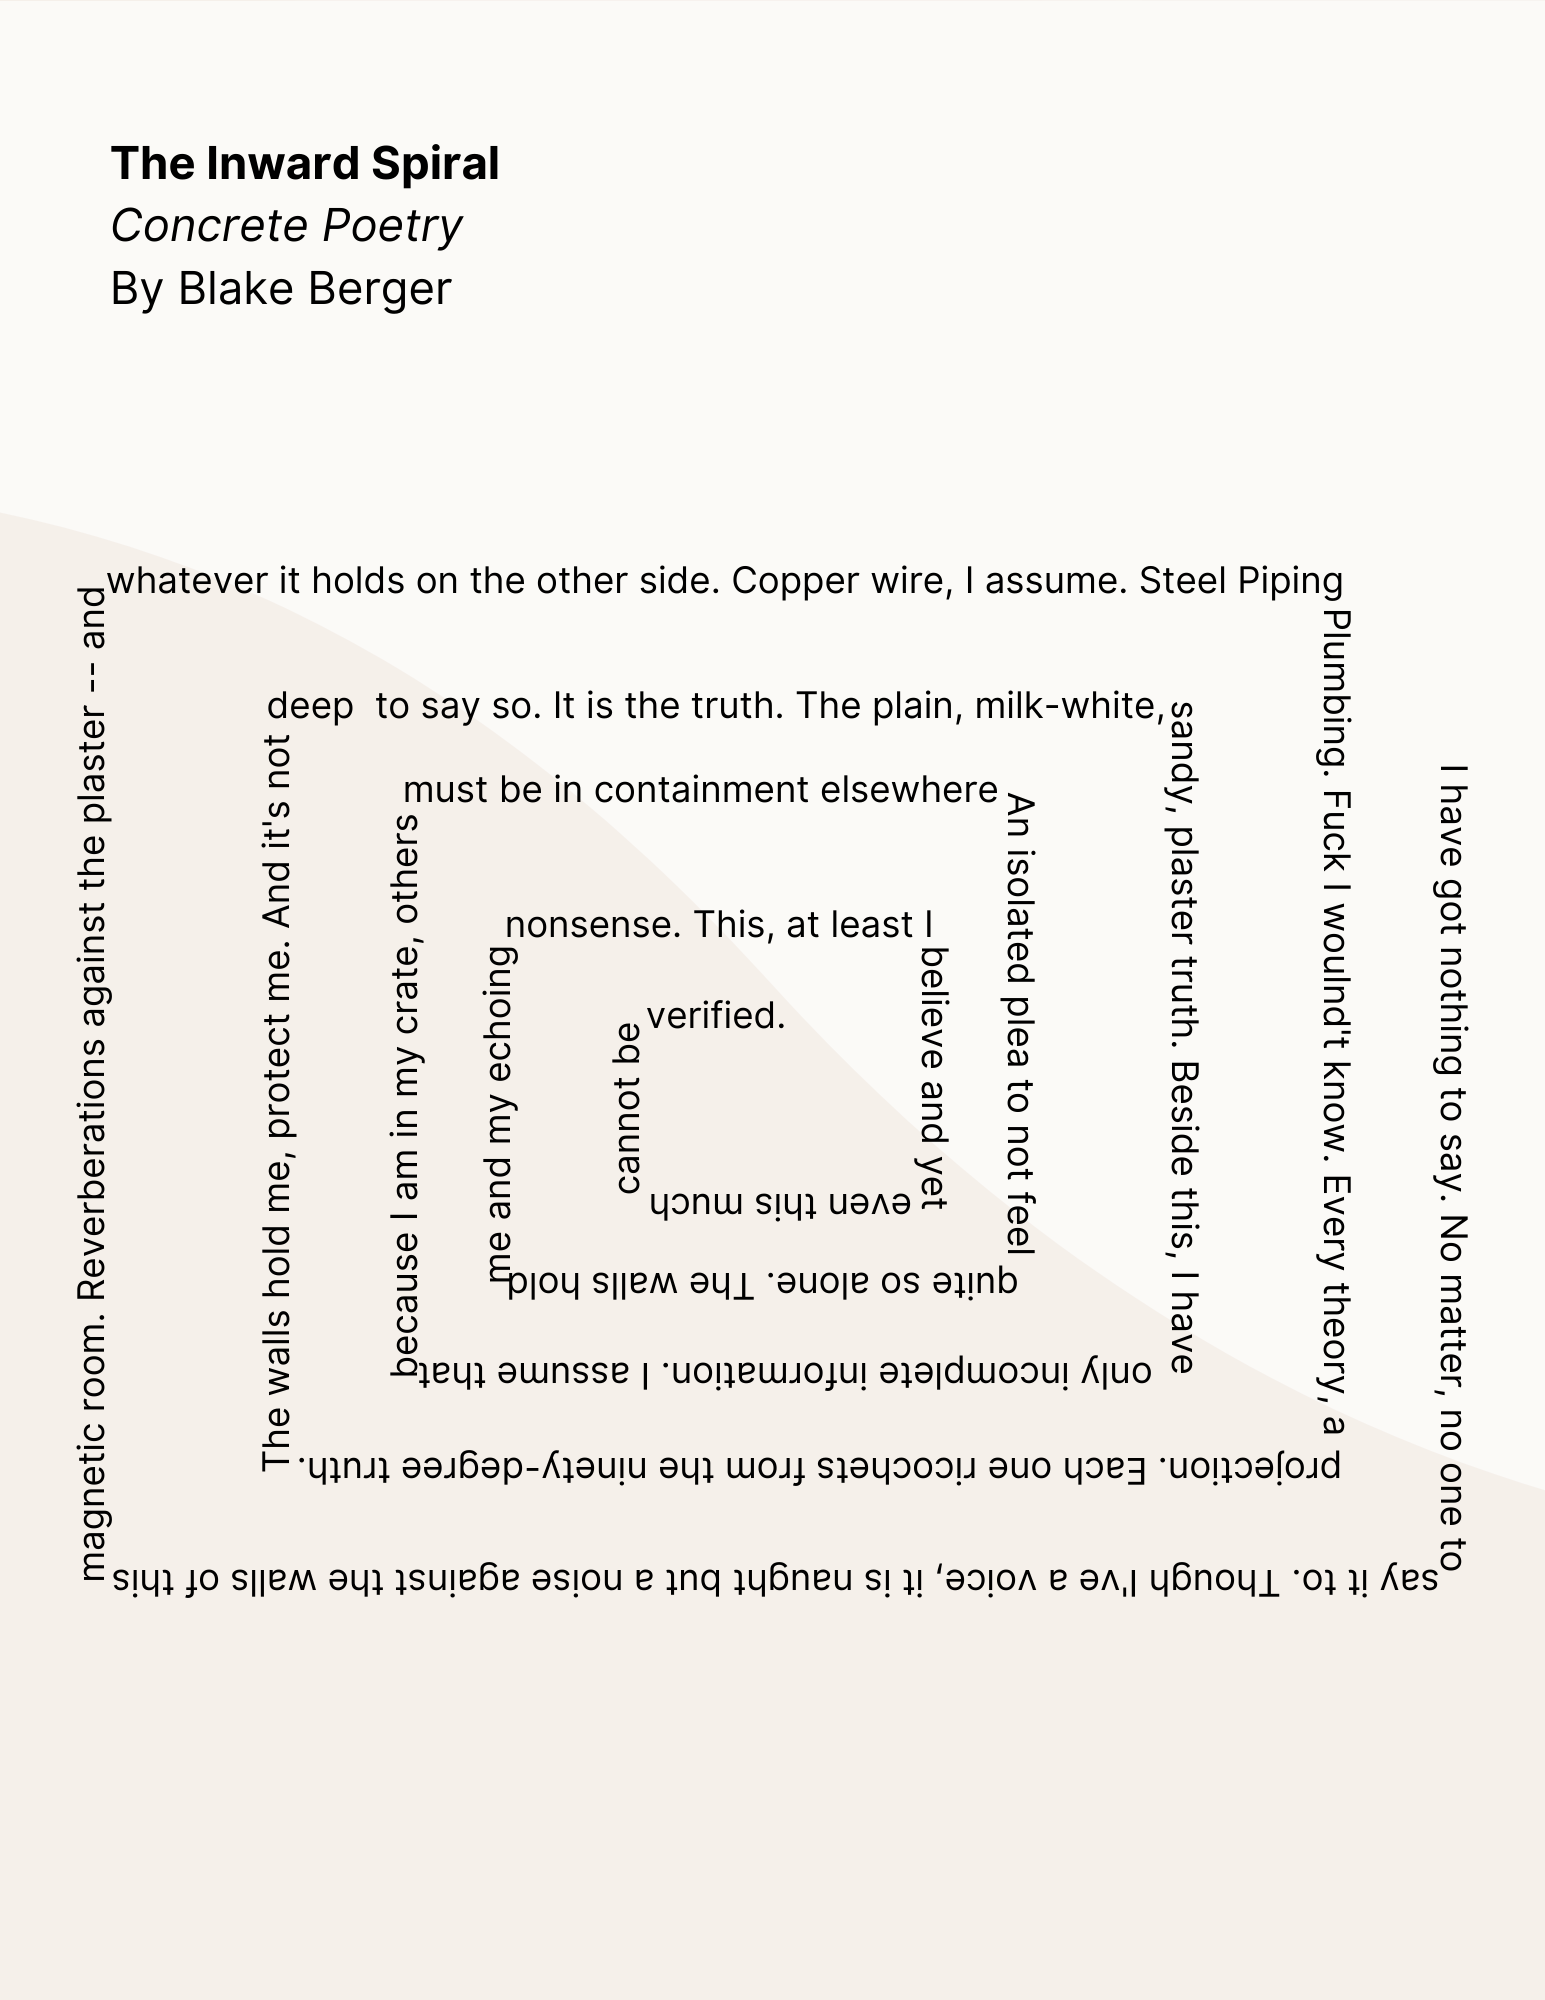 The Inward Spiral
Concrete Poetry
By Blake Berger
I have got nothing to say. No matter, no one to
say it to. Though I've a voice, it is naught but a noise against the walls of this
magnetic room. Reverberations against the plaster -- and
whatever it holds on the other side. Copper wire, I assume. Steel Piping
Plumbing. Fuck I woulnd't know. Every theory, a
projection. Each one ricochets from the ninety-degree truth.
The walls hold me, protect me. And it's not
deep  to say so. It is the truth. The plain, milk-white,
sandy, plaster truth. Beside this, I have
only incomplete information. I assume that
because I am in my crate, others
must be in containment elsewhere
An isolated plea to not feel
quite so alone. The walls hold
me and my echoing
nonsense. This, at least I
believe and yet
even this much
cannot be
verified.